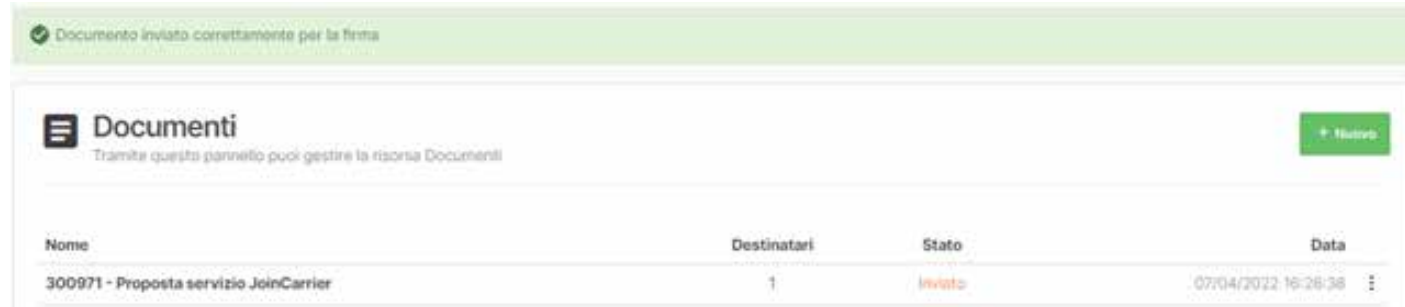 Documento inviato correttamente per la firma
Documenti
+ Nuovo
Tramite questo pannello puoi gestire la risorsa Documenti
Nome Destinatari Stato Data
300971 - Proposta servizio JoinCarrier 1 Inviato 07/04/2022 16:26:38